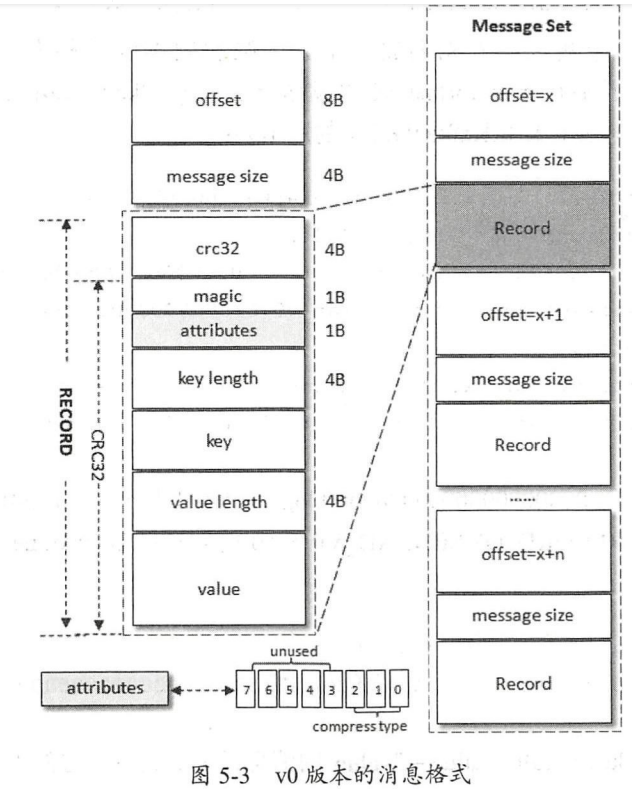 Message Set
offset
8B
message size
4B
crc32
4B
magic
1B
attributes
1B
key length
4B
key
value length
4B
value
RECORD
CRC32
offset=x
message size
Record
offset=x+1
message size
Record
......
offset=x+n
message size
Record
unused
attributes
7 6 5 4 3 2 1 0
compress type
图 5-3 v0 版本的消息格式